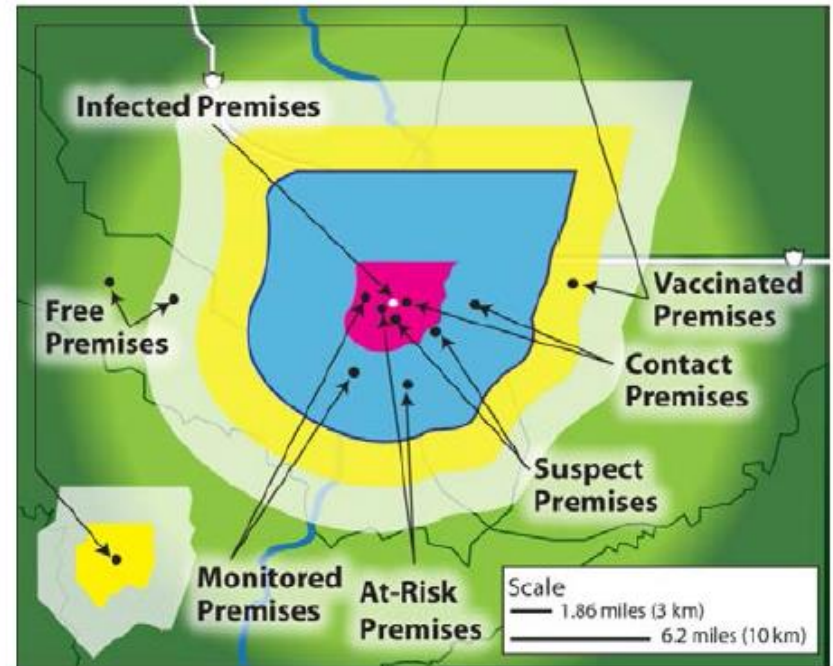 Infected Premises
Free
Premises
Vaccinated
Premises
Contact
Premises
Suspect
Premises
Monitored
Premises
At-Risk
Premises
Scale
1.86 miles (3 km)
6.2 miles (10 km)